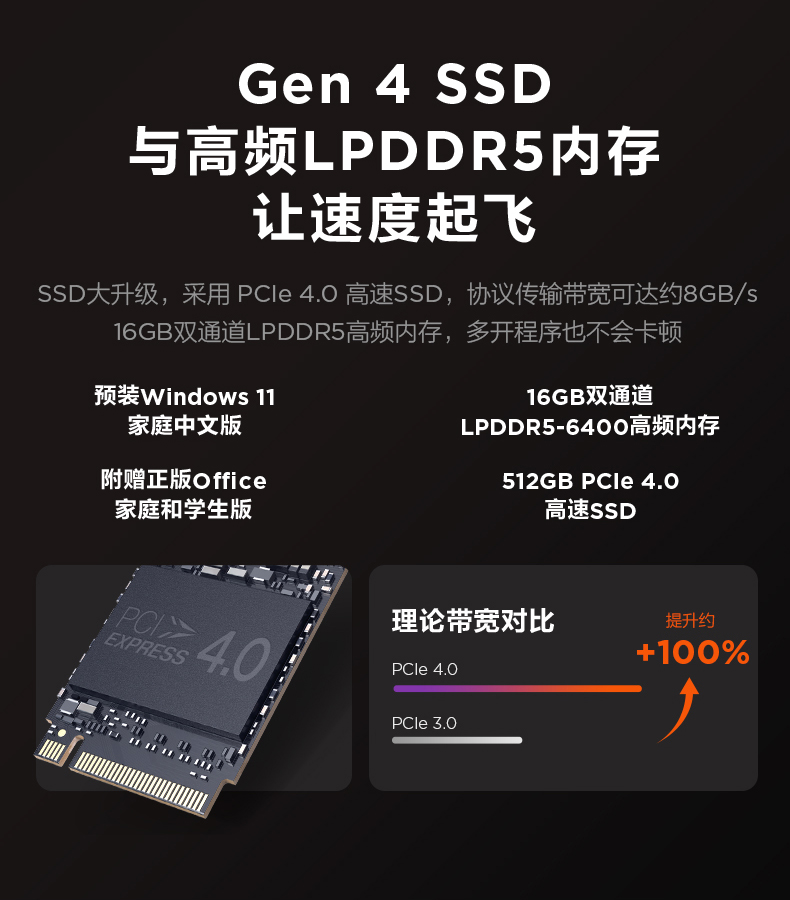 Gen 4 SSD
与高频LPDDR5内存
让速度起飞
SSD大升级，采用 PCIe 4.0 高速SSD，协议传输带宽可达约8GB/s
16GB双通道LPDDR5高频内存，多开程序也不会卡顿
预装Windows 11
家庭中文版
16GB双通道
LPDDR5-6400高频内存
附赠正版Office
家庭和学生版
512GB PCIe 4.0
高速SSD
PCI
EXPRESS 4.0
理论带宽对比
提升约
+100%
PCIe 4.0
PCIe 3.0